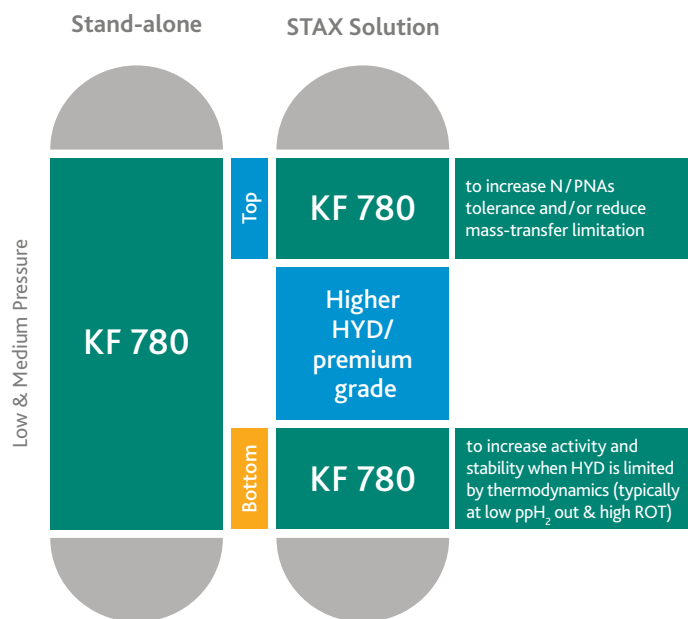 Stand-alone
STAX Solution
Low & Medium Pressure
KF 780
Top
KF 780
to increase N/PNAs
tolerance and/or reduce
mass-transfer limitation
Higher
HYD/
premium
grade
Bottom
KF 780
to increase activity and
stability when HYD is limited
by thermodynamics (typically
at low ppH₂ out & high ROT)